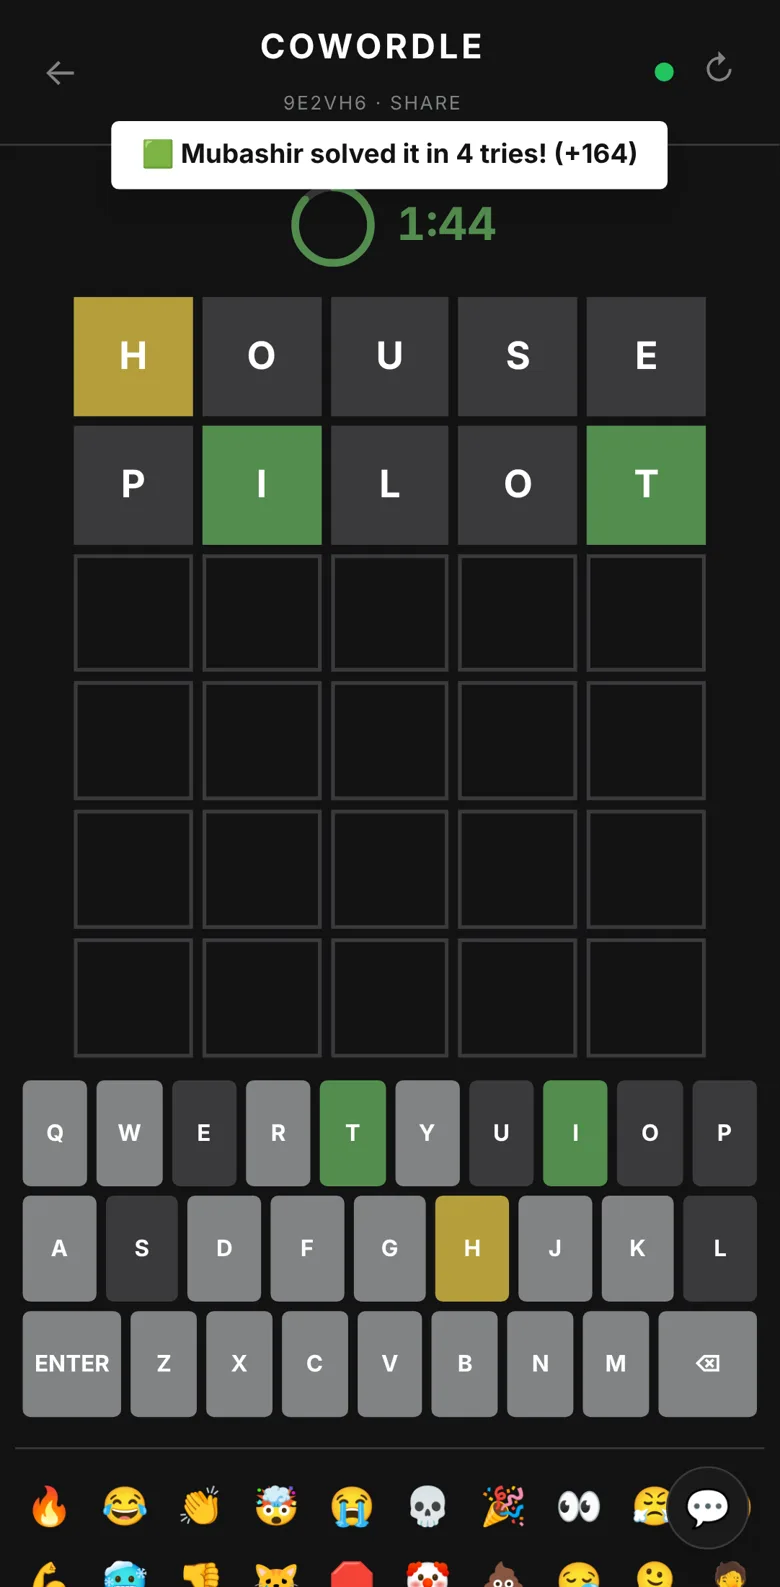 COWORDLE
9E2VH6 · SHARE
🟩 Mubashir solved it in 4 tries! (+164)
1:44
H O U S E
P I L O T
Q W E R T Y U I O P
A S D F G H J K L
ENTER Z X C V B N M